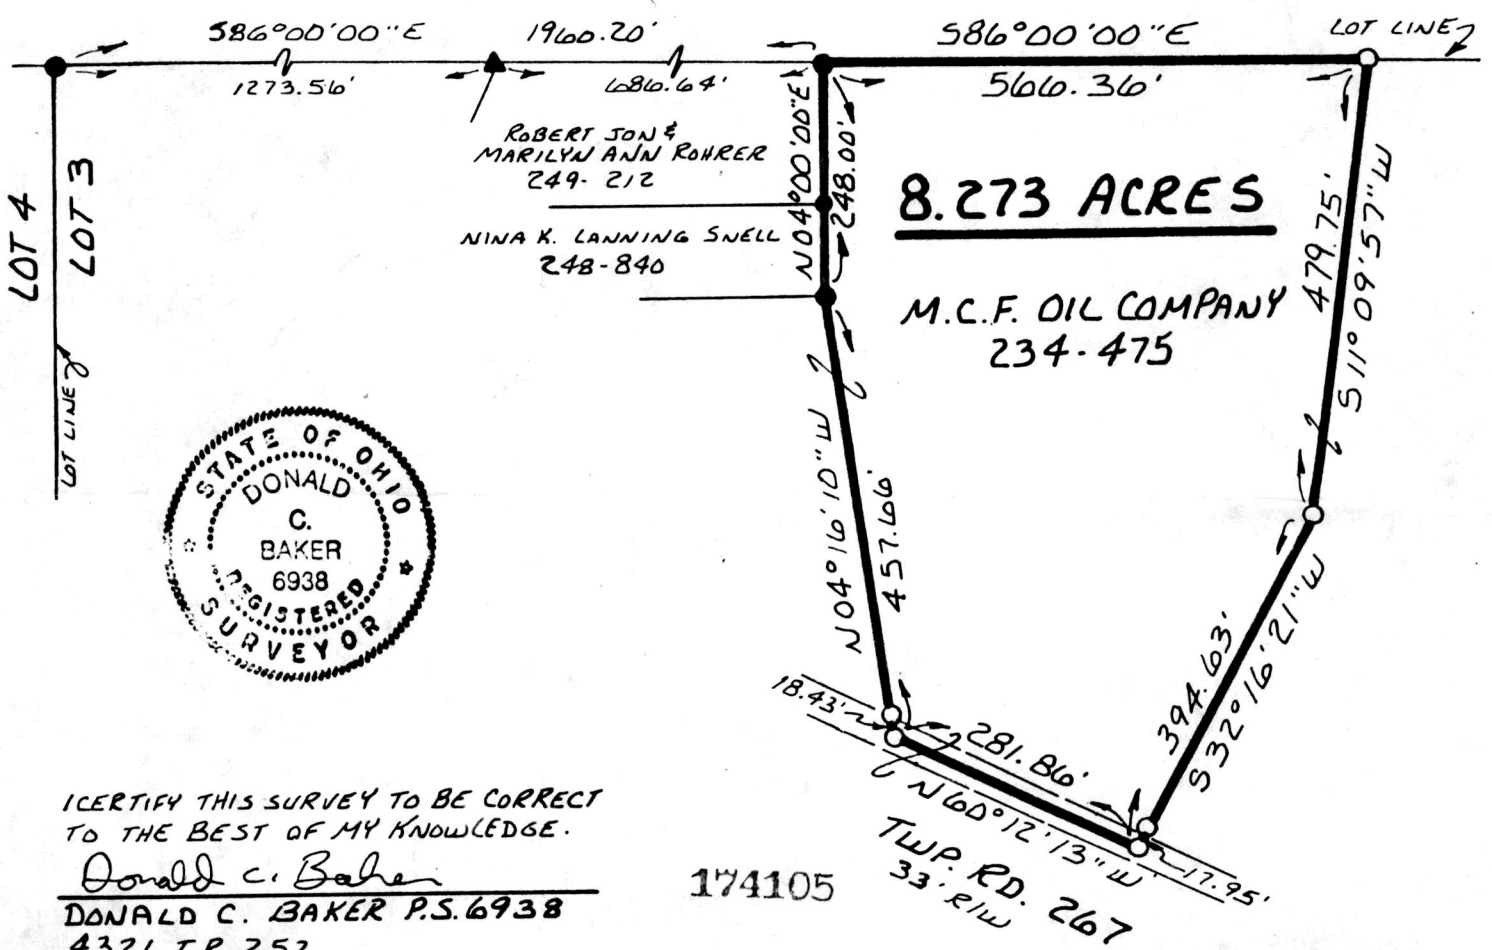 S86°00'00"E
1960.20'
S86°00'00"E
LOT LINE
1273.56'
686.64'
566.36'
ROBERT JON &
MARILYN ANN ROHRER
249-212
NINA K. LANNING SNELL
248-840
N04°00'00"E
248.00'
8.273 ACRES
M.C.F. OIL COMPANY
234-475
479.75'
S11°09'57"W
LOT 4
LOT 3
LOT LINE
STATE OF OHIO
DONALD
C.
BAKER
6938
REGISTERED
SURVEYOR
N04°16'10"W
457.66'
394.63'
S32°16'21"W
18.43'
281.86'
N60°12'13"W
17.95'
TWP. RD. 267
33' R/W
I CERTIFY THIS SURVEY TO BE CORRECT
TO THE BEST OF MY KNOWLEDGE.
Donald C. Baker
DONALD C. BAKER P.S. 6938
4321 T.R. 252
174105